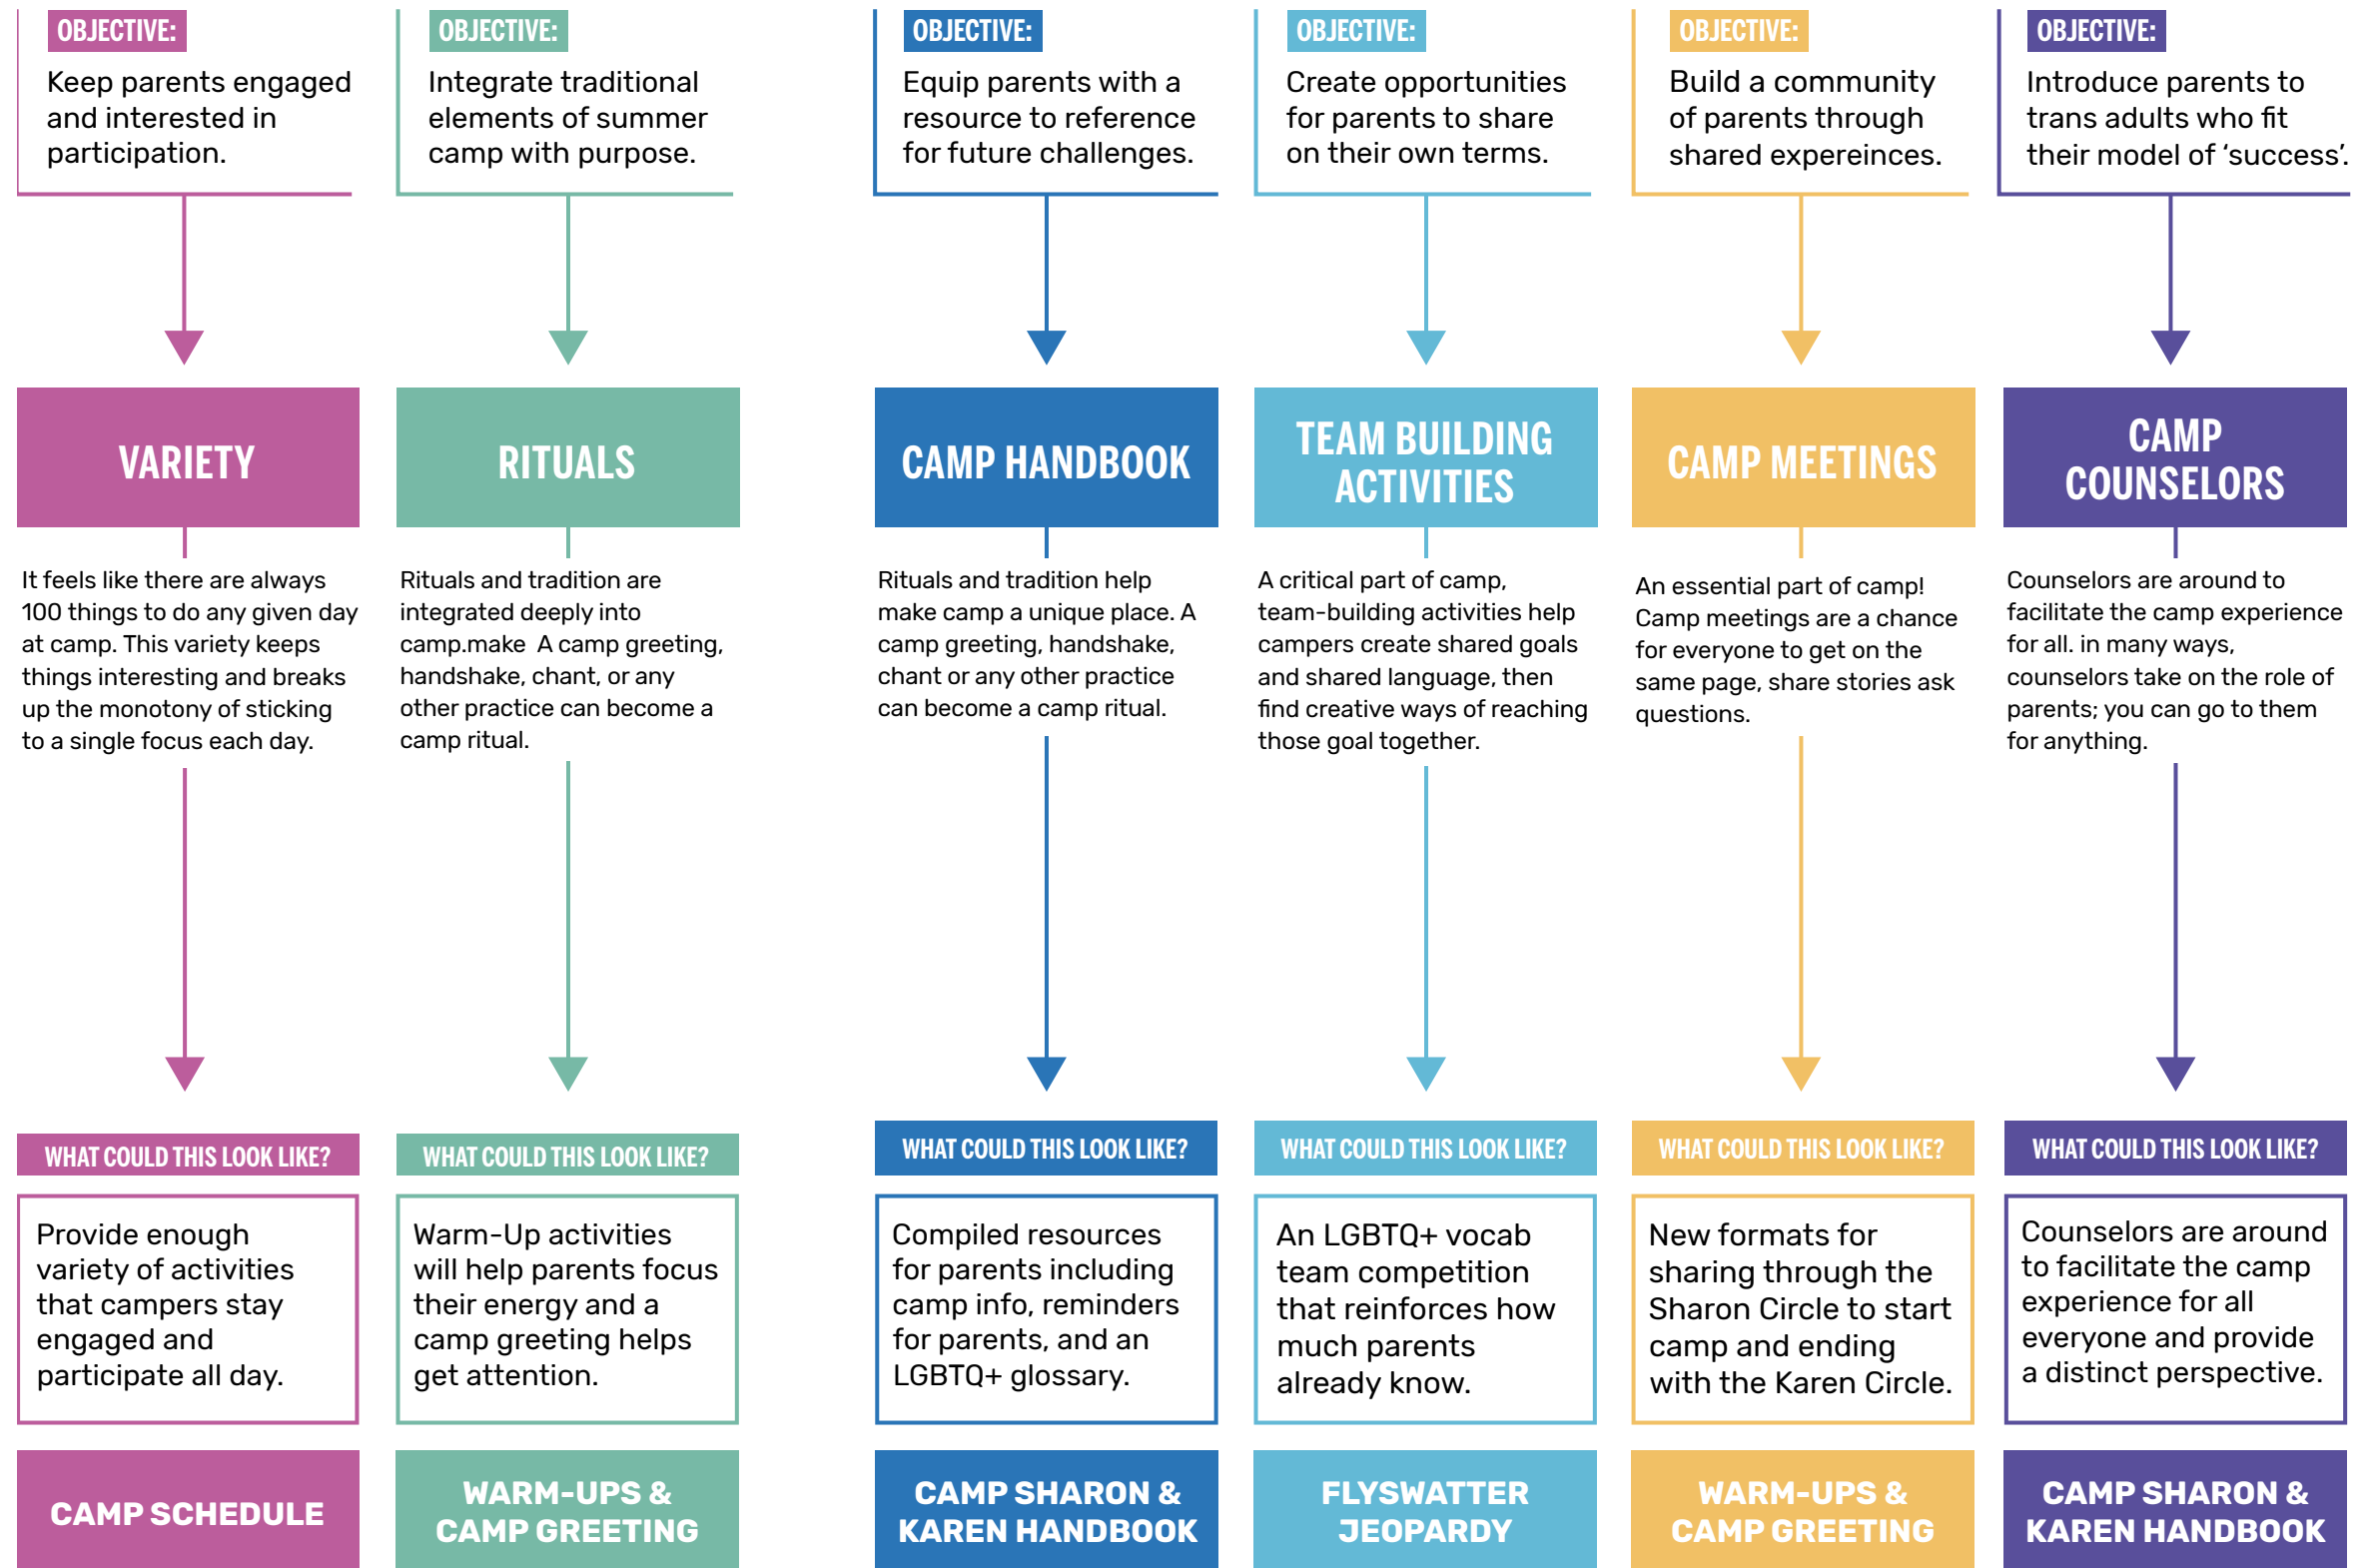 OBJECTIVE:
Keep parents engaged
and interested in
participation.
VARIETY
It feels like there are always
100 things to do any given day
at camp. This variety keeps
things interesting and breaks
up the monotony of sticking
to a single focus each day.
WHAT COULD THIS LOOK LIKE?
Provide enough
variety of activities
that campers stay
engaged and
participate all day.
CAMP SCHEDULE
OBJECTIVE:
Integrate traditional
elements of summer
camp with purpose.
RITUALS
Rituals and tradition are
integrated deeply into
camp.make  A camp greeting,
handshake, chant, or any
other practice can become a
camp ritual.
WHAT COULD THIS LOOK LIKE?
Warm-Up activities
will help parents focus
their energy and a
camp greeting helps
get attention.
WARM-UPS &
CAMP GREETING
OBJECTIVE:
Equip parents with a
resource to reference
for future challenges.
CAMP HANDBOOK
Rituals and tradition help
make camp a unique place. A
camp greeting, handshake,
chant or any other practice
can become a camp ritual.
WHAT COULD THIS LOOK LIKE?
Compiled resources
for parents including
camp info, reminders
for parents, and an
LGBTQ+ glossary.
CAMP SHARON &
KAREN HANDBOOK
OBJECTIVE:
Create opportunities
for parents to share
on their own terms.
TEAM BUILDING
ACTIVITIES
A critical part of camp,
team-building activities help
campers create shared goals
and shared language, then
find creative ways of reaching
those goal together.
WHAT COULD THIS LOOK LIKE?
An LGBTQ+ vocab
team competition
that reinforces how
much parents
already know.
FLYSWATTER
JEOPARDY
OBJECTIVE:
Build a community
of parents through
shared expereinces.
CAMP MEETINGS
An essential part of camp!
Camp meetings are a chance
for everyone to get on the
same page, share stories ask
questions.
WHAT COULD THIS LOOK LIKE?
New formats for
sharing through the
Sharon Circle to start
camp and ending
with the Karen Circle.
WARM-UPS &
CAMP GREETING
OBJECTIVE:
Introduce parents to
trans adults who fit
their model of ‘success’.
CAMP
COUNSELORS
Counselors are around to
facilitate the camp experience
for all. in many ways,
counselors take on the role of
parents; you can go to them
for anything.
WHAT COULD THIS LOOK LIKE?
Counselors are around
to facilitate the camp
experience for all
everyone and provide
a distinct perspective.
CAMP SHARON &
KAREN HANDBOOK